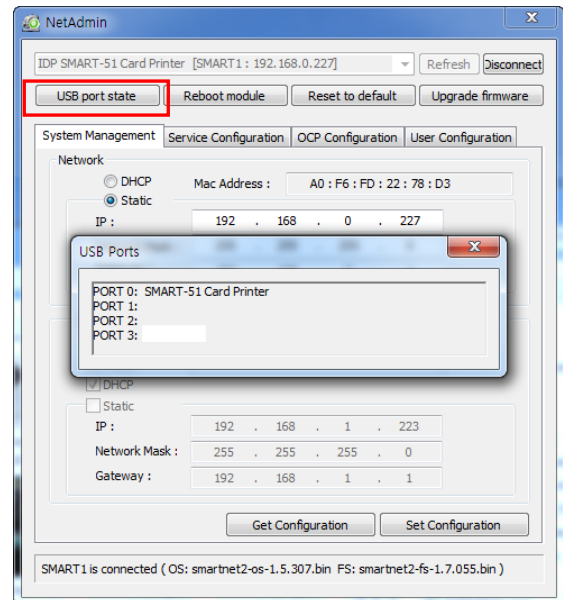 NetAdmin
IDP SMART-51 Card Printer [SMART1 : 192.168.0.227] Refresh Disconnect
USB port state Reboot module Reset to default Upgrade firmware
System Management Service Configuration OCP Configuration User Configuration
Network
DHCP Mac Address : A0 : F6 : FD : 22 : 78 : D3
Static
IP : 192 . 168 . 0 . 227
USB Ports
PORT 0: SMART-51 Card Printer
PORT 1:
PORT 2:
PORT 3:
DHCP
Static
IP : 192 . 168 . 1 . 223
Network Mask : 255 . 255 . 255 . 0
Gateway : 192 . 168 . 1 . 1
Get Configuration Set Configuration
SMART1 is connected ( OS: smartnet2-os-1.5.307.bin FS: smartnet2-fs-1.7.055.bin )